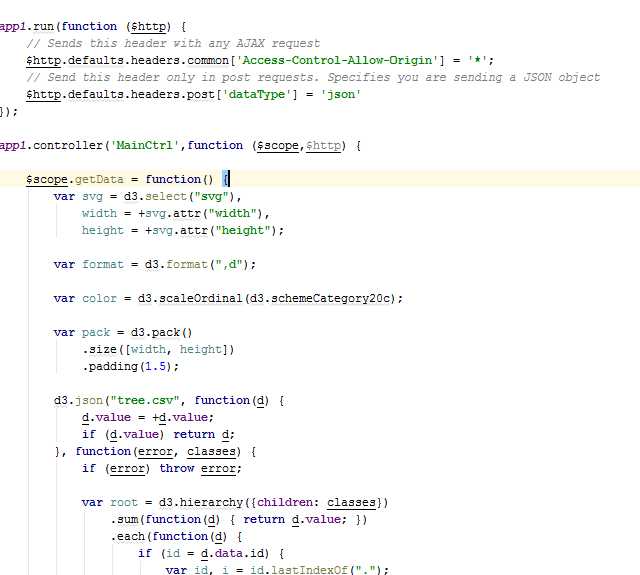 app1.run(function ($http) {
// Sends this header with any AJAX request
$http.defaults.headers.common['Access-Control-Allow-Origin'] = '*';
// Send this header only in post requests. Specifies you are sending a JSON object
$http.defaults.headers.post['dataType'] = 'json'
});
app1.controller('MainCtrl',function ($scope,$http) {
$scope.getData = function() {
var svg = d3.select("svg"),
width = +svg.attr("width"),
height = +svg.attr("height");
var format = d3.format(",d");
var color = d3.scaleOrdinal(d3.schemeCategory20c);
var pack = d3.pack()
.size([width, height])
.padding(1.5);
d3.json("tree.csv", function(d) {
d.value = +d.value;
if (d.value) return d;
}, function(error, classes) {
if (error) throw error;
var root = d3.hierarchy({children: classes})
.sum(function(d) { return d.value; })
.each(function(d) {
if (id = d.data.id) {
var id, i = id.lastIndexOf(".");